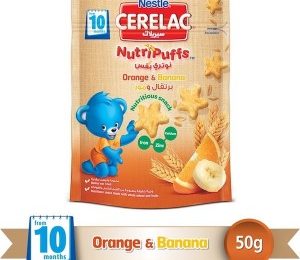 Nestlé
from
10
months
CERELAC
سيريلاك
NutriPuffs
نوتري بفس
Orange & Banana
برتقال و موز
Nutritious snack
Iron
Zinc
from
10
months
Orange & Banana
50g